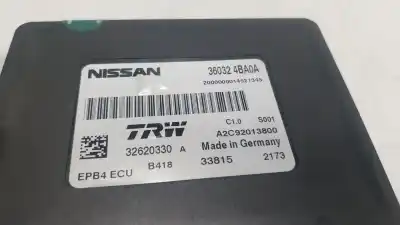 NISSAN 36032 4BA0A
C1.0 S001
TRW A2C92013800
32620330 A Made in Germany
B418 33815 2173
EPB4 ECU